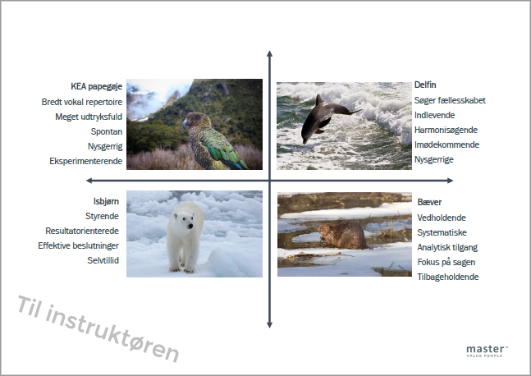 KEA papegøje
Bredt vokal repertoire
Meget udtryksfuld
Spontan
Nysgerrig
Eksperimenterende
Delfin
Søger fællesskabet
Indlevende
Harmonisøgende
Imødekommende
Nysgerrige
Isbjørn
Styrende
Resultatorienterede
Effektive beslutninger
Selvtillid
Bæver
Vedholdende
Systematiske
Analytisk tilgang
Fokus på sagen
Tilbageholdende
Til instruktøren
master